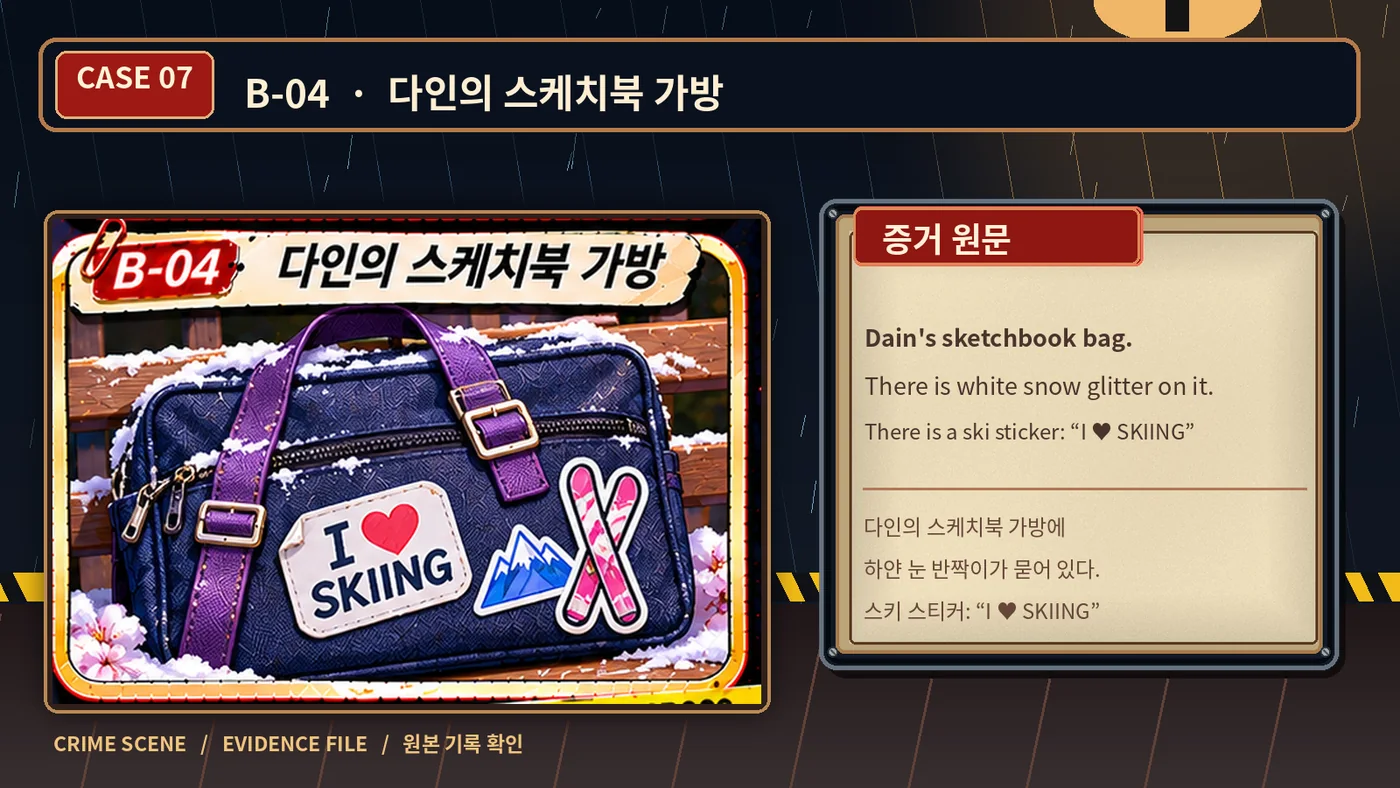 CASE 07
B-04 · 다인의 스케치북 가방
B-04 다인의 스케치북 가방
I ♥
SKIING
증거 원문
Dain's sketchbook bag.
There is white snow glitter on it.
There is a ski sticker: “I ♥ SKIING”
다인의 스케치북 가방에
하얀 눈 반짝이가 묻어 있다.
스키 스티커: “I ♥ SKIING”
CRIME SCENE / EVIDENCE FILE / 원본 기록 확인